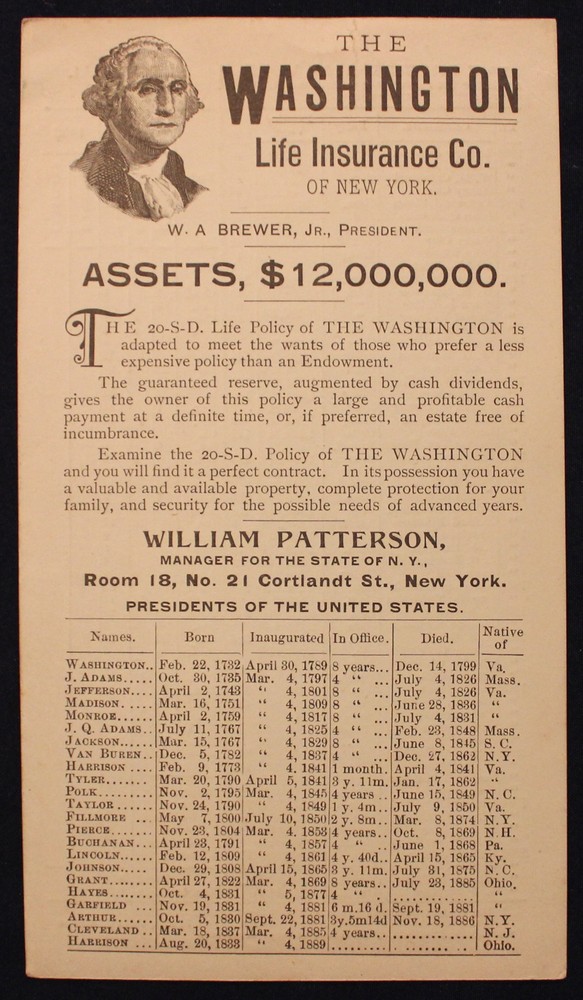 THE
WASHINGTON
Life Insurance Co.
OF NEW YORK.
W. A BREWER, JR., PRESIDENT.
ASSETS, $12,000,000.
THE 20-S-D. Life Policy of THE WASHINGTON is
adapted to meet the wants of those who prefer a less
expensive policy than an Endowment.
The guaranteed reserve, augmented by cash dividends,
gives the owner of this policy a large and profitable cash
payment at a definite time, or, if preferred, an estate free of
incumbrance.
Examine the 20-S-D. Policy of THE WASHINGTON
and you will find it a perfect contract. In its possession you have
a valuable and available property, complete protection for your
family, and security for the possible needs of advanced years.
WILLIAM PATTERSON,
MANAGER FOR THE STATE OF N. Y.,
Room 18, No. 21 Cortlandt St., New York.
PRESIDENTS OF THE UNITED STATES.
Names. Born Inaugurated In Office. Died. Native of
WASHINGTON.. Feb. 22, 1732 April 30, 1789 8 years... Dec. 14, 1799 Va.
J. ADAMS..... Oct. 30, 1735 Mar. 4, 1797 4 " ... July 4, 1826 Mass.
JEFFERSON.... April 2, 1743 " 4, 1801 8 " ... July 4, 1826 Va.
MADISON..... Mar. 16, 1751 " 4, 1809 8 " ... June 28, 1836 "
MONROE...... April 2, 1759 " 4, 1817 8 " ... July 4, 1831 "
J. Q. ADAMS.. July 11, 1767 " 4, 1825 4 " ... Feb. 23, 1848 Mass.
JACKSON...... Mar. 15, 1767 " 4, 1829 8 " ... June 8, 1845 S. C.
VAN BUREN.. Dec. 5, 1782 " 4, 1837 4 " ... Dec. 27, 1862 N.Y.
HARRISON .... Feb. 9, 1773 " 4. 1841 1 month. April 4, 1841 Va.
TYLER....... Mar. 20, 1790 April 5, 1841 3 y. 11m. Jan. 17, 1862 "
POLK......... Nov. 2, 1795 Mar. 4, 1845 4 years .. June 15, 1849 N. C.
TAYLOR ...... Nov. 24, 1790 " 4, 1849 1 y. 4m.. July 9, 1850 Va.
FILLMORE ... May 7, 1800 July 10, 1850 2 y. 8m.. Mar. 8, 1874 N.Y.
PIERCE....... Nov. 23, 1804 Mar. 4. 1853 4 years.. Oct. 8, 1869 N.H.
BUCHANAN... April 23, 1791 " 4, 1857 4 " .. June 1, 1868 Pa.
LINCOLN..... Feb. 12, 1809 " 4, 1861 4 y. 40d.. April 15, 1865 Ky.
JOHNSON..... Dec. 29, 1808 April 15, 1865 3 y. 11m. July 31, 1875 N. C.
GRANT........ April 27, 1822 Mar. 4, 1869 8 years.. July 23, 1885 Ohio.
HAYES........ Oct. 4, 1831 " 5, 1877 4 " . ............ "
GARFIELD ... Nov. 19, 1831 " 4, 1881 6 m.16 d. Sept. 19, 1881 "
ARTHUR...... Oct. 5, 1830 Sept. 22, 1881 3y.5m14d Nov. 18, 1886 N.Y.
CLEVELAND.. Mar. 18, 1837 Mar. 4, 1885 4 years.. ............ N. J.
HARRISON ... Aug. 20, 1833 " 4, 1889 .......... ............ Ohio.